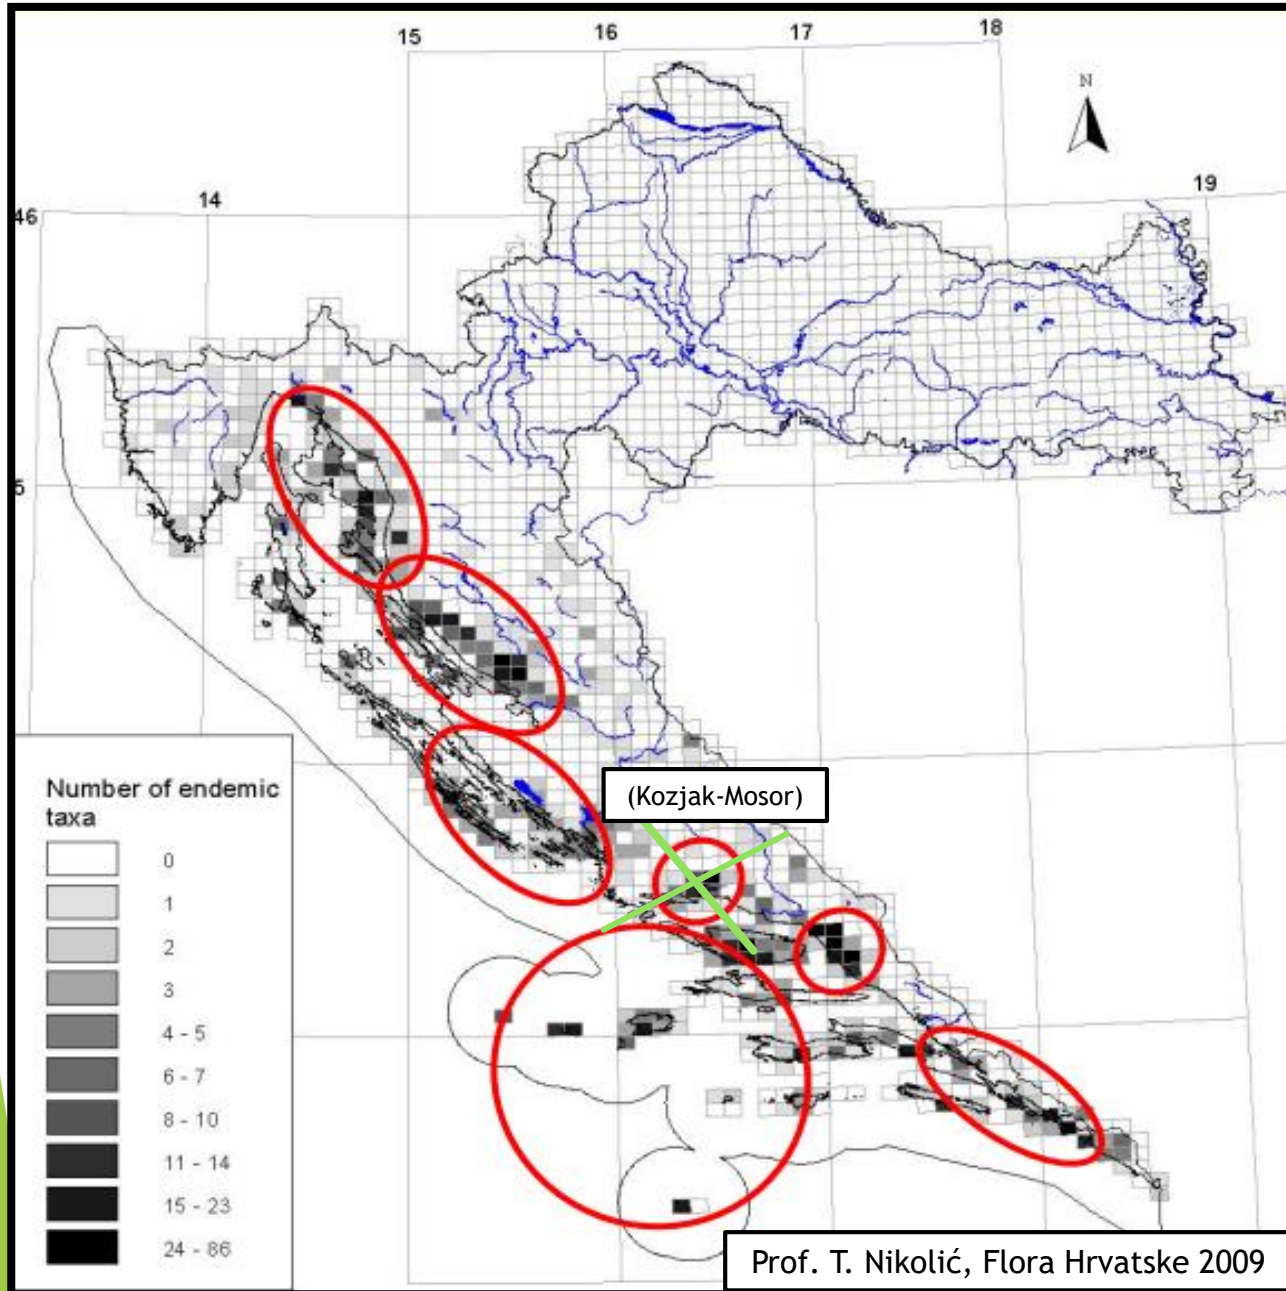 15
16
17
18
N
14
19
46
5
(Kozjak-Mosor)
Number of endemic
taxa
0
1
2
3
4 - 5
6 - 7
8 - 10
11 - 14
15 - 23
24 - 86
Prof. T. Nikolić, Flora Hrvatske 2009